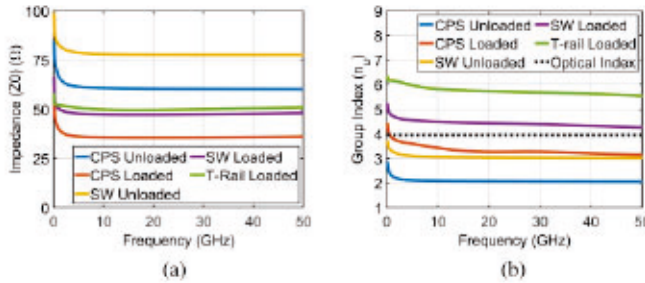 100
75
50
25
0
Impedance (Z0) (Ω)
CPS Unloaded
SW Loaded
CPS Loaded
T-Rail Loaded
SW Unloaded
0 10 20 30 40 50
Frequency (GHz)
(a)
9
8
7
6
5
4
3
2
1
Group Index (n_g)
CPS Unloaded
SW Loaded
CPS Loaded
T-rail Loaded
SW Unloaded
Optical Index
0 10 20 30 40 50
Frequency (GHz)
(b)